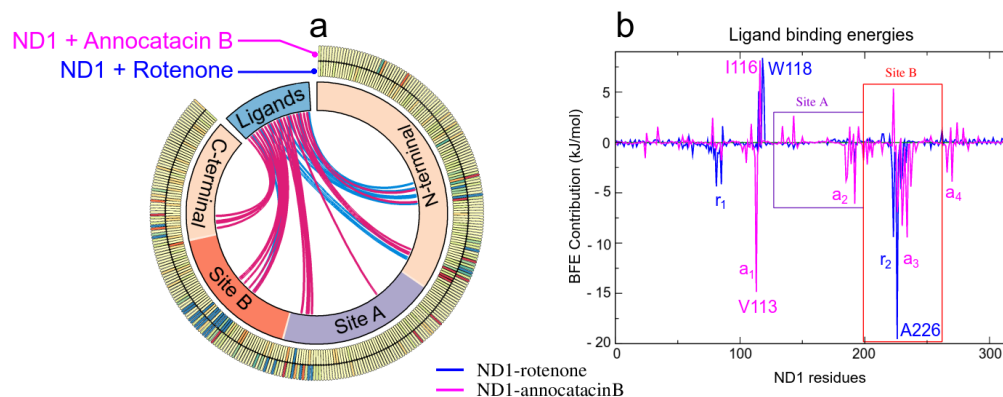 a
ND1 + Annocatacin B
ND1 + Rotenone
Ligands
N-terminal
C-terminal
Site B
Site A
ND1-rotenone
ND1-annocatacinB
b
Ligand binding energies
BFE Contribution (kJ/mol)
5
0
- 5
- 10
- 15
- 20
I116
W118
Site A
Site B
r1
a2
a4
a1
r2
a3
V113
A226
0
100
200
300
ND1 residues